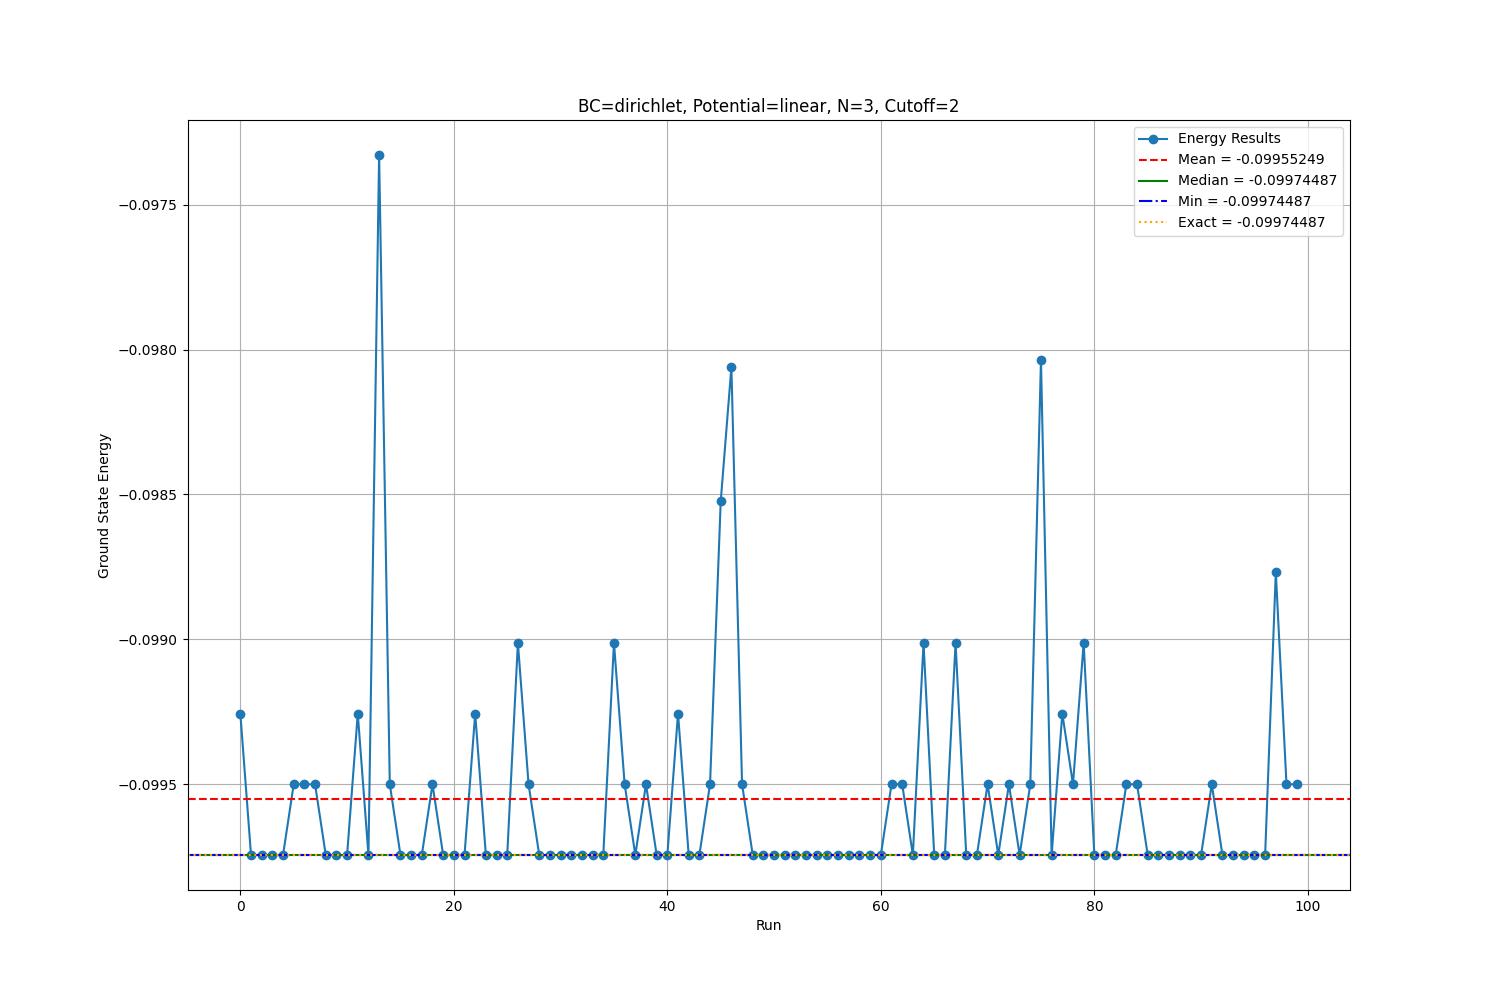 BC=dirichlet, Potential=linear, N=3, Cutoff=2
Energy Results
Mean = -0.09955249
Median = -0.09974487
Min = -0.09974487
Exact = -0.09974487
Ground State Energy
−0.0975
−0.0980
−0.0985
−0.0990
−0.0995
0 20 40 60 80 100
Run